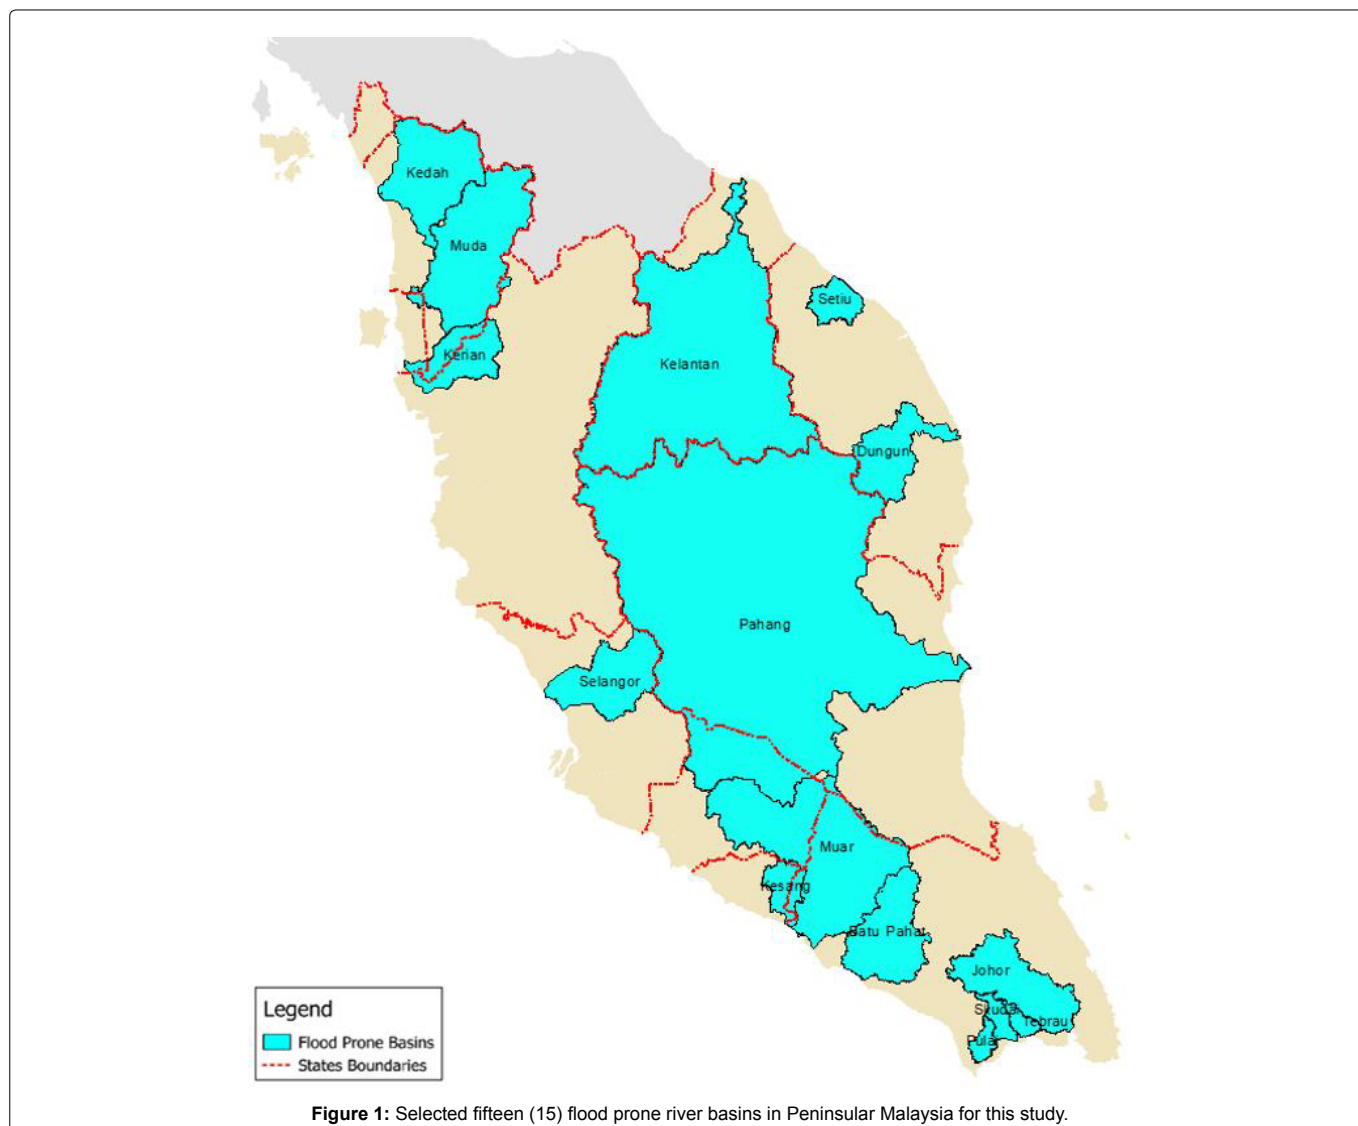 Kedah
Muda
Kerian
Kelantan
Setiu
Dungun
Pahang
Selangor
Muar
Kesang
Batu Pahat
Johor
Skudai
Tebrau
Pulai
Legend
Flood Prone Basins
States Boundaries
Figure 1: Selected fifteen (15) flood prone river basins in Peninsular Malaysia for this study.